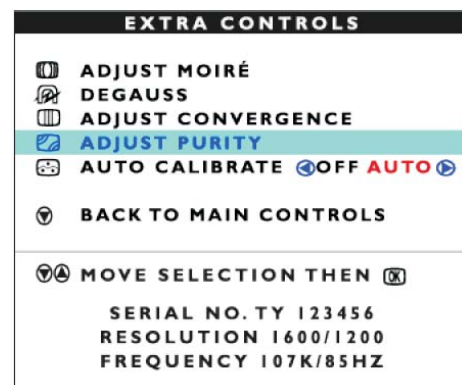 EXTRA CONTROLS
ADJUST MOIRÉ
DEGAUSS
ADJUST CONVERGENCE
ADJUST PURITY
AUTO CALIBRATE OFF AUTO
BACK TO MAIN CONTROLS
MOVE SELECTION THEN OK
SERIAL NO. TY 123456
RESOLUTION 1600/1200
FREQUENCY 107K/85HZ